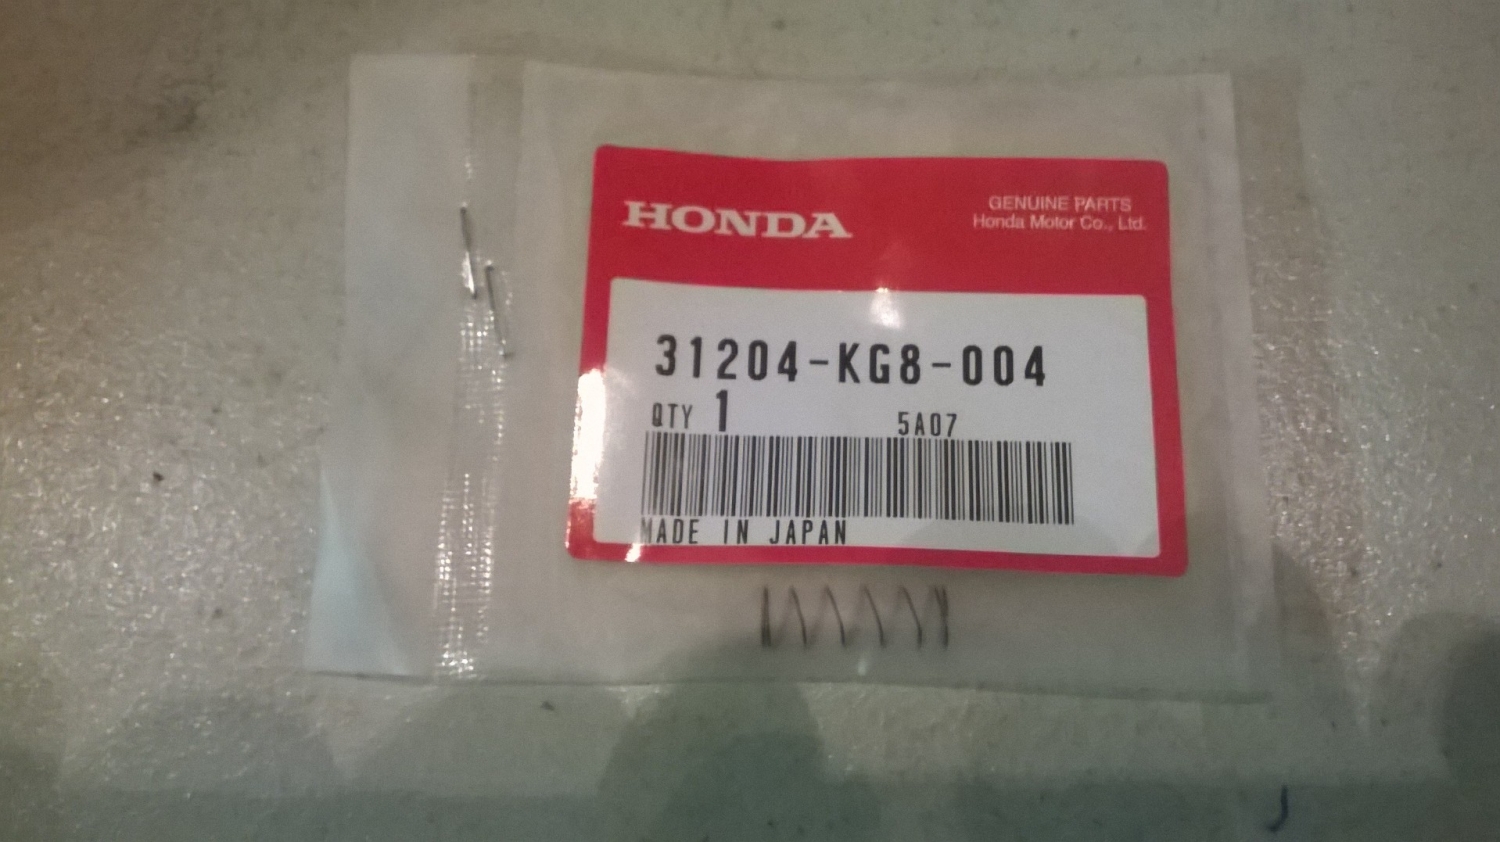 HONDA
GENUINE PARTS
Honda Motor Co., Ltd.
31204-KG8-004
QTY 1 5A07
MADE IN JAPAN